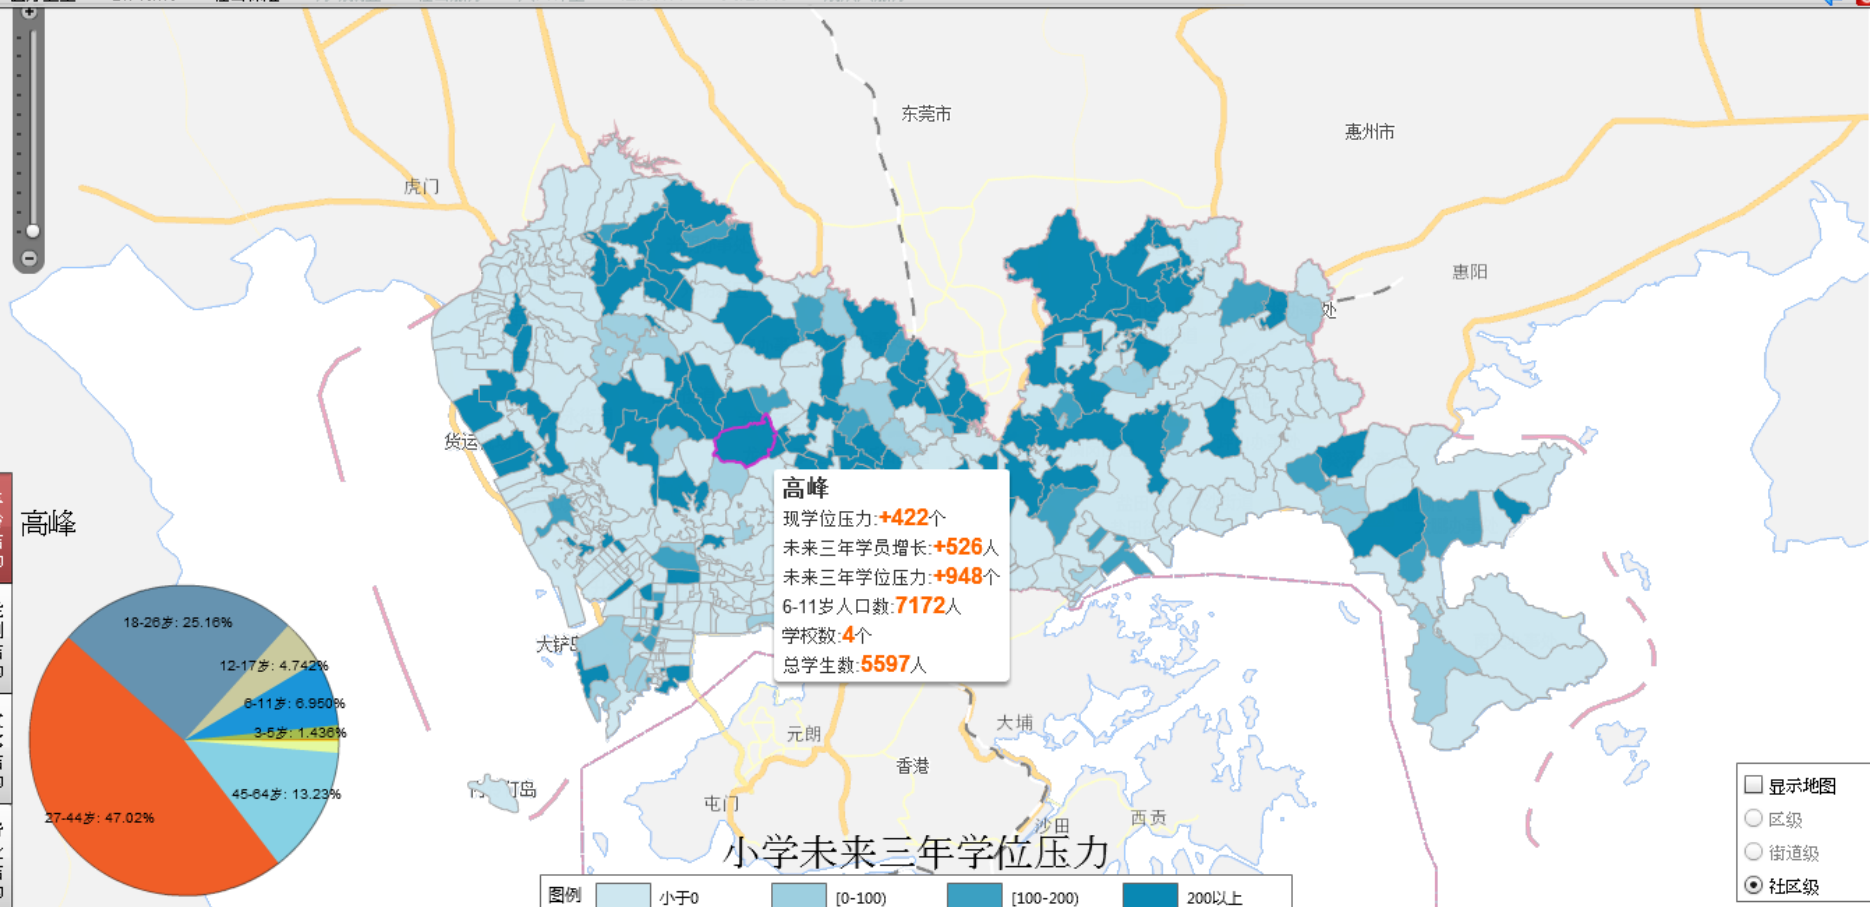 东莞市
惠州市
虎门
惠阳
处
货运
高峰
高峰
现学位压力:+422个
未来三年学员增长:+526人
未来三年学位压力:+948个
6-11岁人口数:7172人
学校数:4个
总学生数:5597人
18-26岁: 25.16%
12-17岁: 4.742%
6-11岁: 6.950%
3-5岁: 1.436%
45-64岁: 13.23%
27-44岁: 47.02%
大铲
大埔
元朗
香港
屯门
岛
沙田
西贡
小学未来三年学位压力
图例
小于0
[0-100)
[100-200)
200以上
显示地图
区级
街道级
社区级